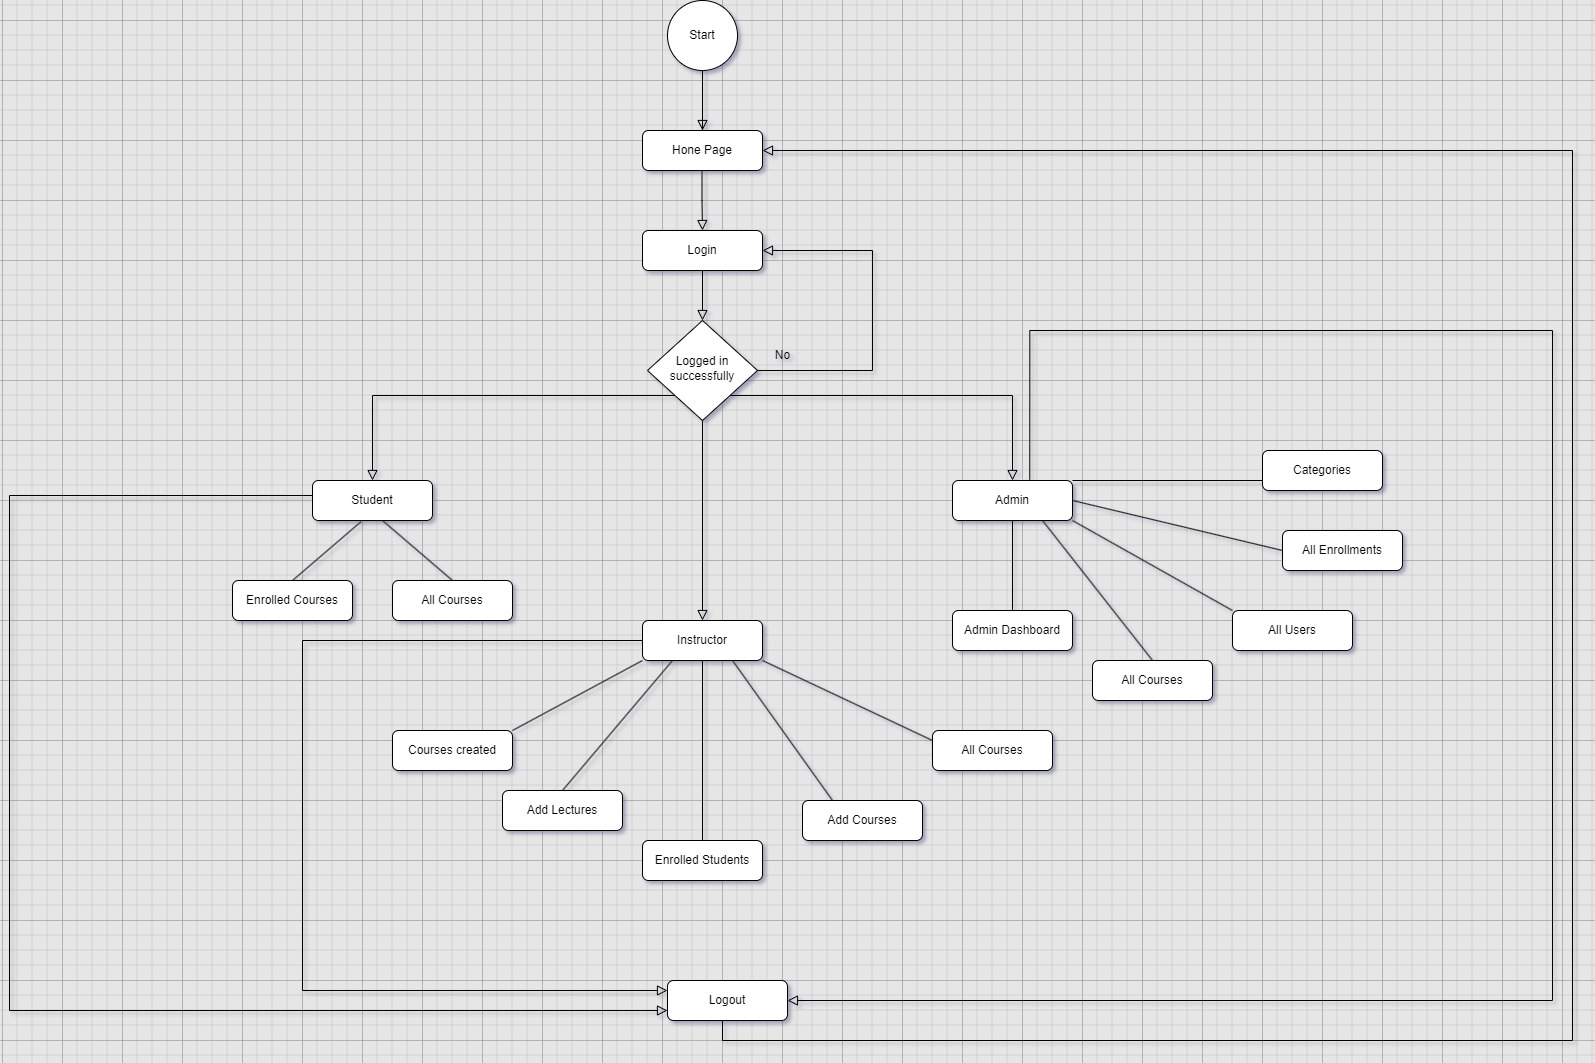 Start
Hone Page
Login
No
Logged in
successfully
Categories
Student
Admin
All Enrollments
Enrolled Courses
All Courses
Admin Dashboard
All Users
Instructor
All Courses
Courses created
All Courses
Add Lectures
Add Courses
Enrolled Students
Logout